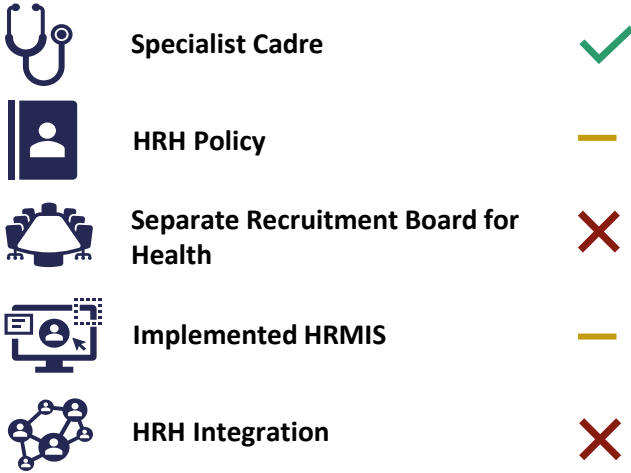 Specialist Cadre
HRH Policy
Separate Recruitment Board for
Health
Implemented HRMIS
HRH Integration